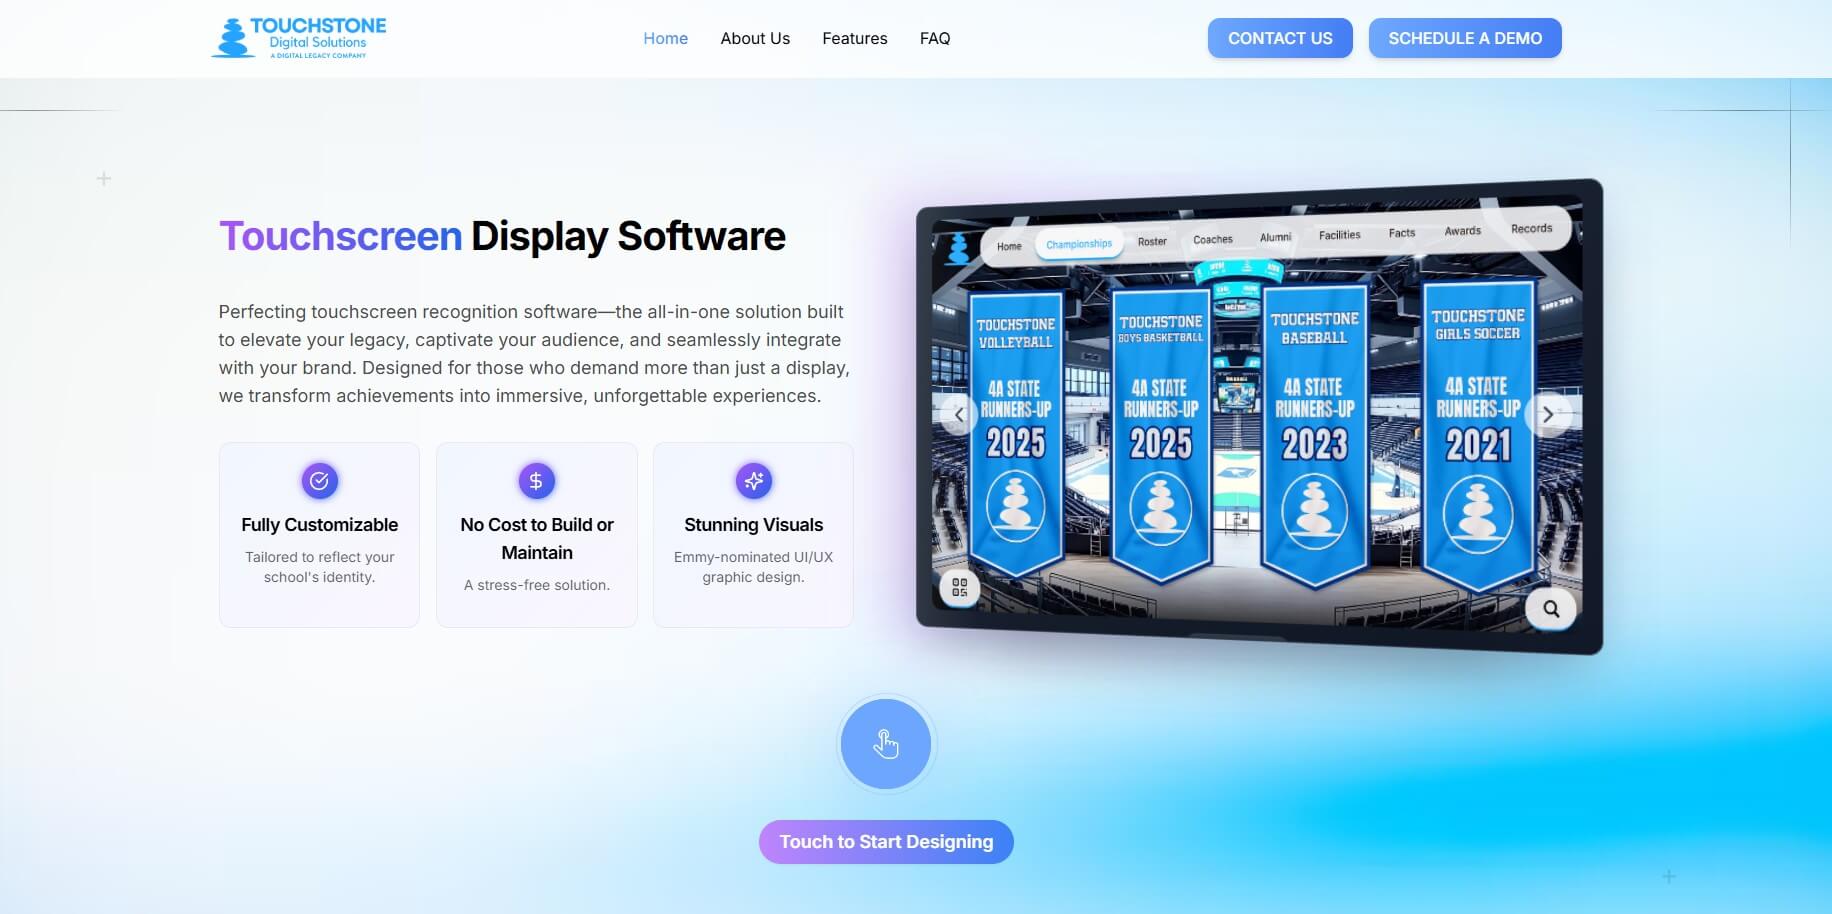 TOUCHSTONE
Digital Solutions
A DIGITAL LEGACY COMPANY
Home
About Us
Features
FAQ
CONTACT US
SCHEDULE A DEMO
Touchscreen Display Software
Perfecting touchscreen recognition software—the all-in-one solution built
to elevate your legacy, captivate your audience, and seamlessly integrate
with your brand. Designed for those who demand more than just a display,
we transform achievements into immersive, unforgettable experiences.
Fully Customizable
Tailored to reflect your
school's identity.
No Cost to Build or
Maintain
A stress-free solution.
Stunning Visuals
Emmy-nominated UI/UX
graphic design.
Home
Championships
Roster
Coaches
Alumni
Facilities
Facts
Awards
Records
TOUCHSTONE
VOLLEYBALL
4A STATE
RUNNERS-UP
2025
TOUCHSTONE
BOYS BASKETBALL
4A STATE
RUNNERS-UP
2025
TOUCHSTONE
BASEBALL
4A STATE
RUNNERS-UP
2023
TOUCHSTONE
GIRLS SOCCER
4A STATE
RUNNERS-UP
2021
Touch to Start Designing